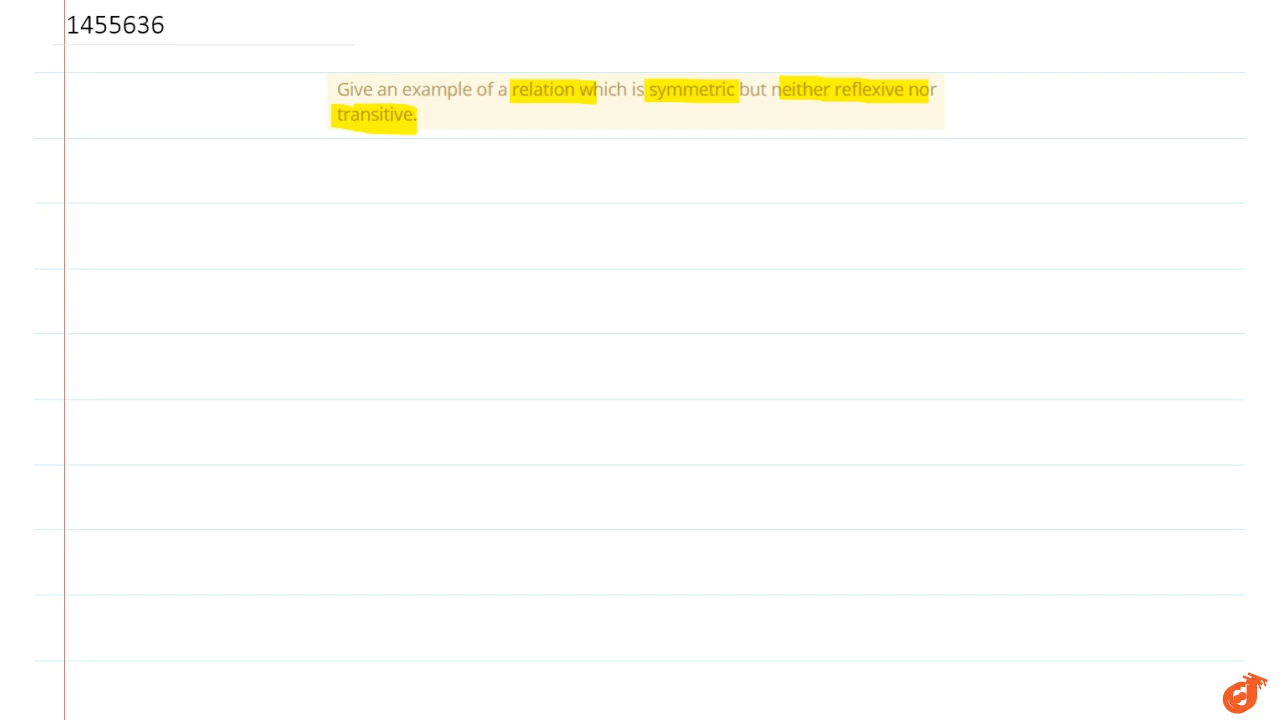 1455636
Give an example of a relation which is symmetric but neither reflexive nor
transitive.